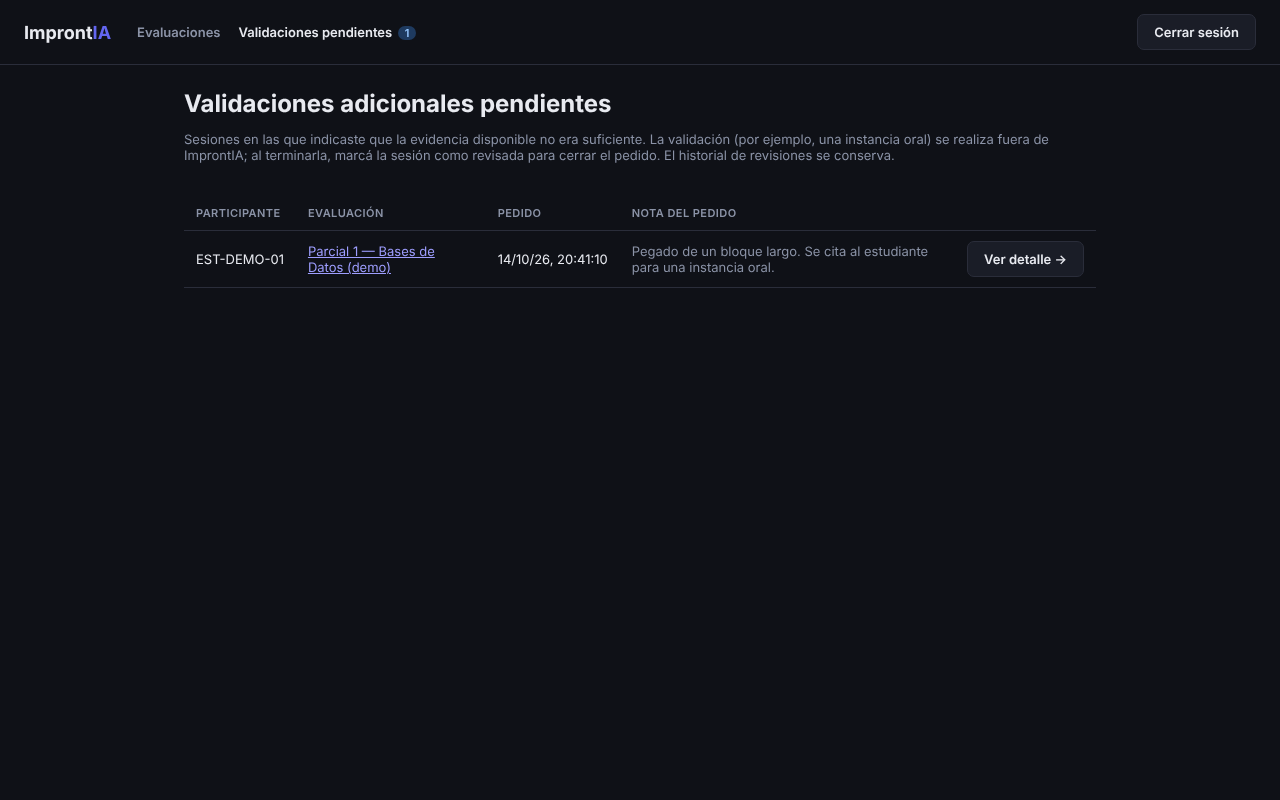 ImprontIA Evaluaciones Validaciones pendientes 1 Cerrar sesión
Validaciones adicionales pendientes
Sesiones en las que indicaste que la evidencia disponible no era suficiente. La validación (por ejemplo, una instancia oral) se realiza fuera de
ImprontIA; al terminarla, marcá la sesión como revisada para cerrar el pedido. El historial de revisiones se conserva.
PARTICIPANTE EVALUACIÓN PEDIDO NOTA DEL PEDIDO
EST-DEMO-01
Parcial 1 — Bases de
Datos (demo)
14/10/26, 20:41:10
Pegado de un bloque largo. Se cita al estudiante
para una instancia oral.
Ver detalle →